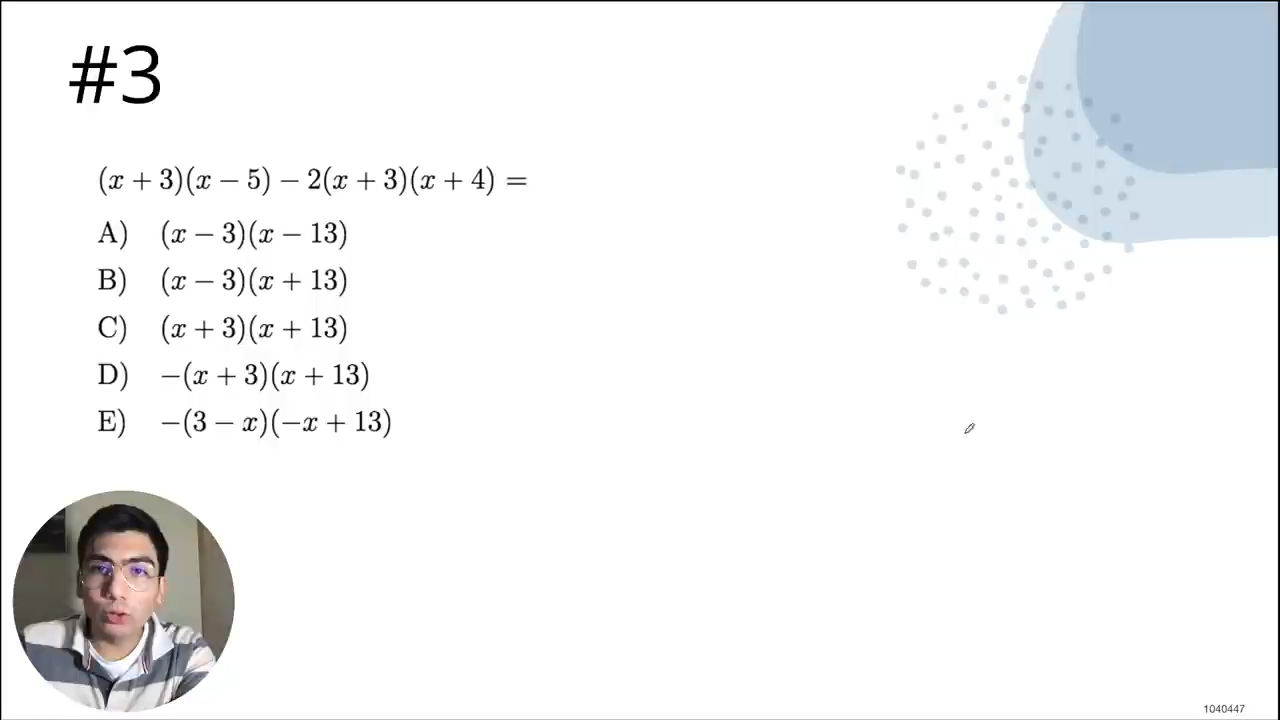 #3
(x + 3)(x − 5) − 2(x + 3)(x + 4) =
A) (x − 3)(x − 13)
B) (x − 3)(x + 13)
C) (x + 3)(x + 13)
D) −(x + 3)(x + 13)
E) −(3 − x)(−x + 13)
1040447